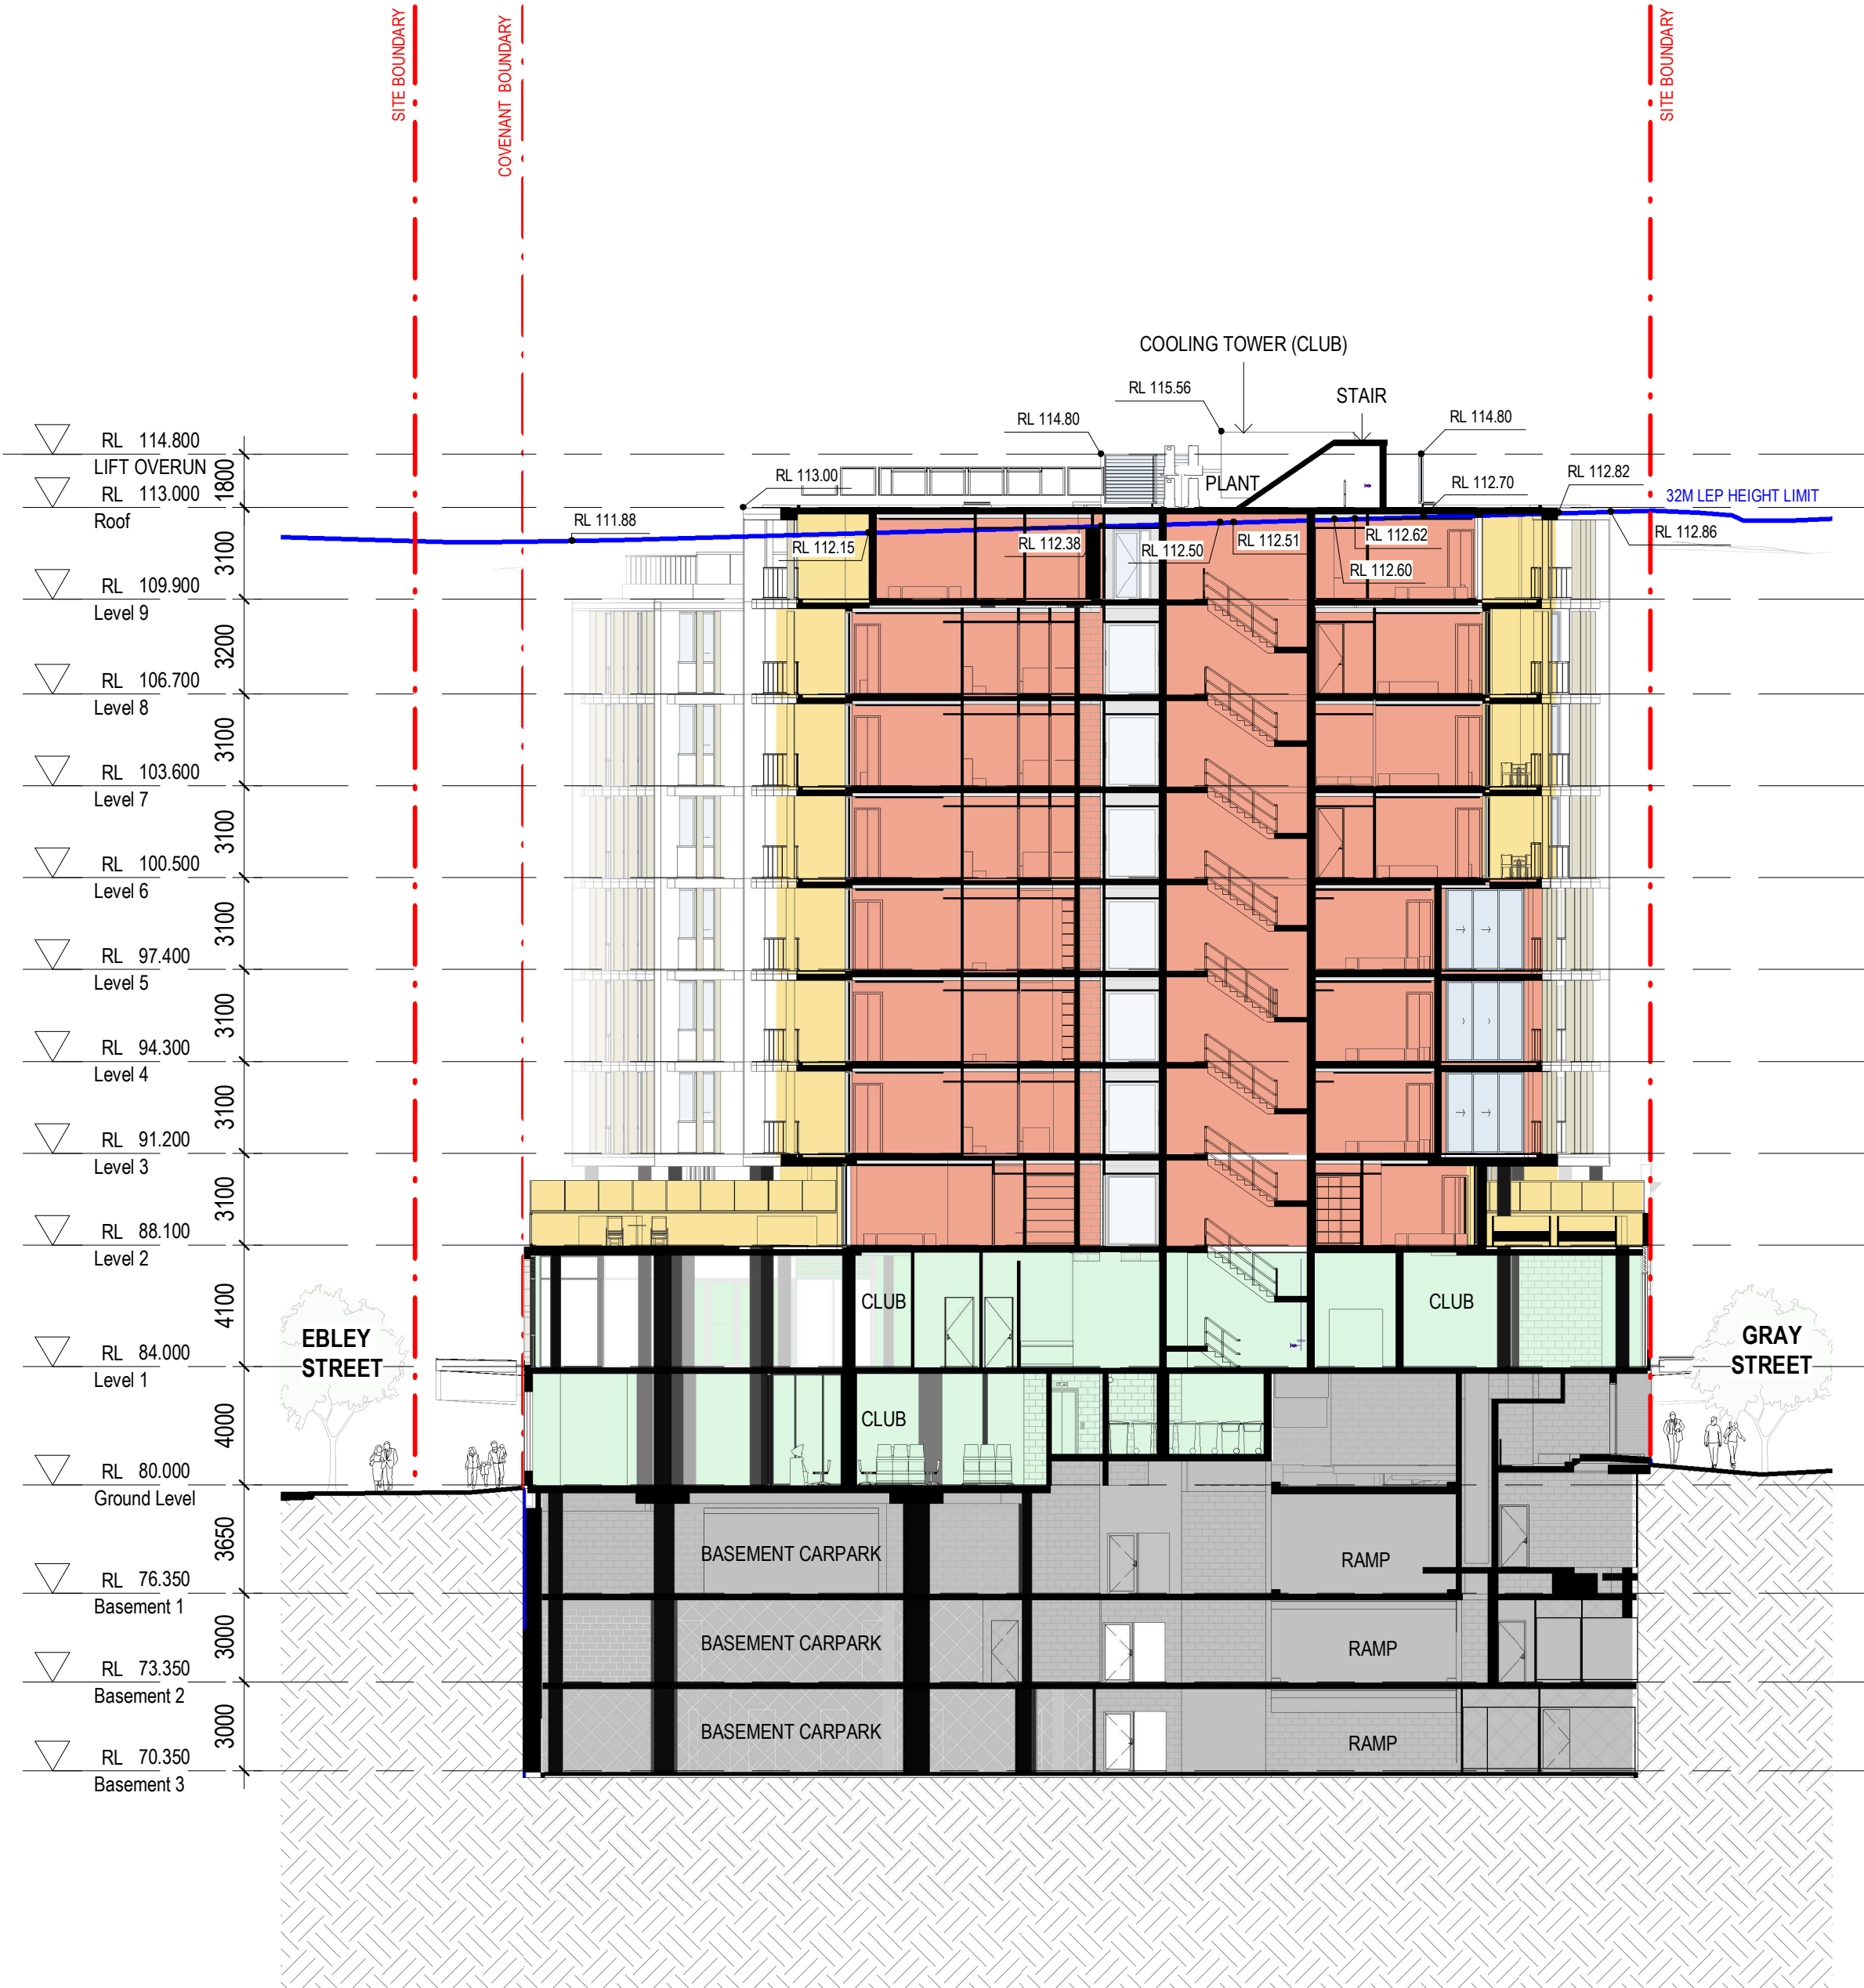 SITE BOUNDARY
COVENANT BOUNDARY
SITE BOUNDARY
COOLING TOWER (CLUB)
RL 115.56
STAIR
RL 114.80
RL 114.80
RL 114.800
LIFT OVERUN
1800
RL 113.000
Roof
RL 113.00
PLANT
RL 112.70
RL 112.82
32M LEP HEIGHT LIMIT
RL 111.88
RL 112.15
RL 112.38
RL 112.50
RL 112.51
RL 112.62
RL 112.60
RL 112.86
3100
RL 109.900
Level 9
3200
RL 106.700
Level 8
3100
RL 103.600
Level 7
3100
RL 100.500
Level 6
3100
RL 97.400
Level 5
3100
RL 94.300
Level 4
3100
RL 91.200
Level 3
3100
RL 88.100
Level 2
4100
CLUB
CLUB
EBLEY
STREET
GRAY
STREET
RL 84.000
Level 1
4000
CLUB
RL 80.000
Ground Level
3650
BASEMENT CARPARK
RAMP
RL 76.350
Basement 1
3000
BASEMENT CARPARK
RAMP
RL 73.350
Basement 2
3000
BASEMENT CARPARK
RAMP
RL 70.350
Basement 3